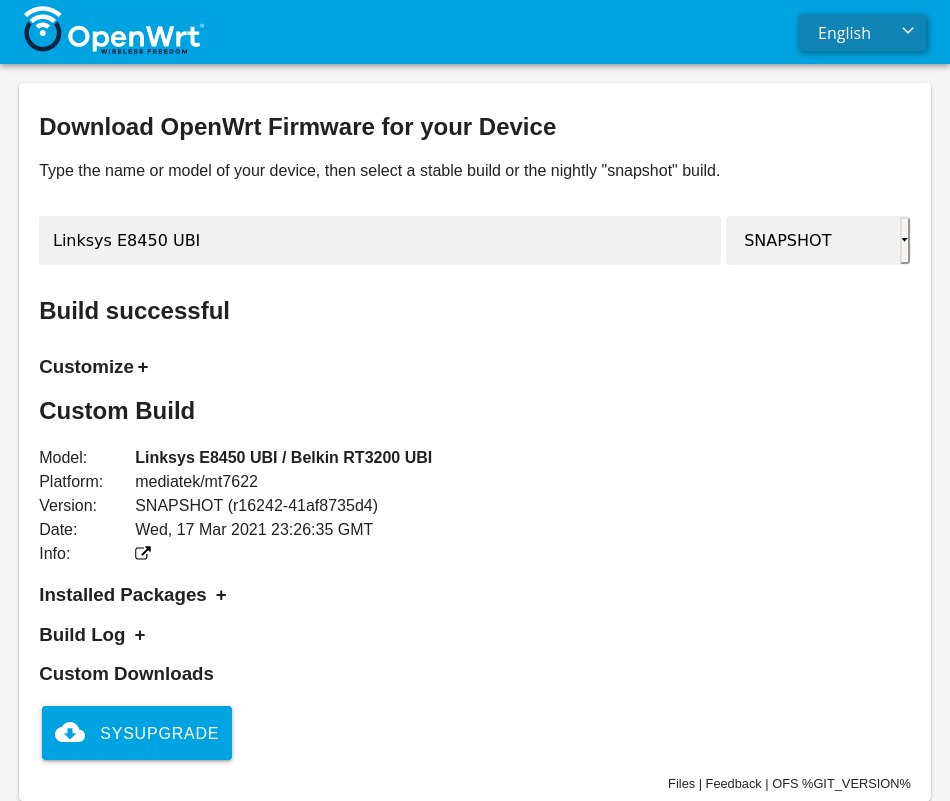 OpenWrt
WIRELESS FREEDOM
English
Download OpenWrt Firmware for your Device
Type the name or model of your device, then select a stable build or the nightly "snapshot" build.
Linksys E8450 UBI SNAPSHOT
Build successful
Customize +
Custom Build
Model: Linksys E8450 UBI / Belkin RT3200 UBI
Platform: mediatek/mt7622
Version: SNAPSHOT (r16242-41af8735d4)
Date: Wed, 17 Mar 2021 23:26:35 GMT
Info:
Installed Packages +
Build Log +
Custom Downloads
SYSUPGRADE
Files | Feedback | OFS %GIT_VERSION%